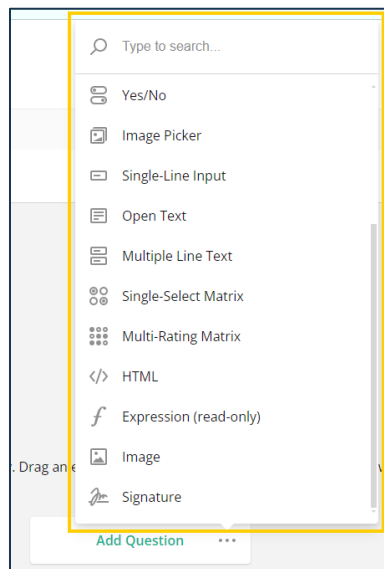 Type to search...
Yes/No
Image Picker
Single-Line Input
Open Text
Multiple Line Text
Single-Select Matrix
Multi-Rating Matrix
</> HTML
Expression (read-only)
Image
. Drag an
Signature
Add Question ...